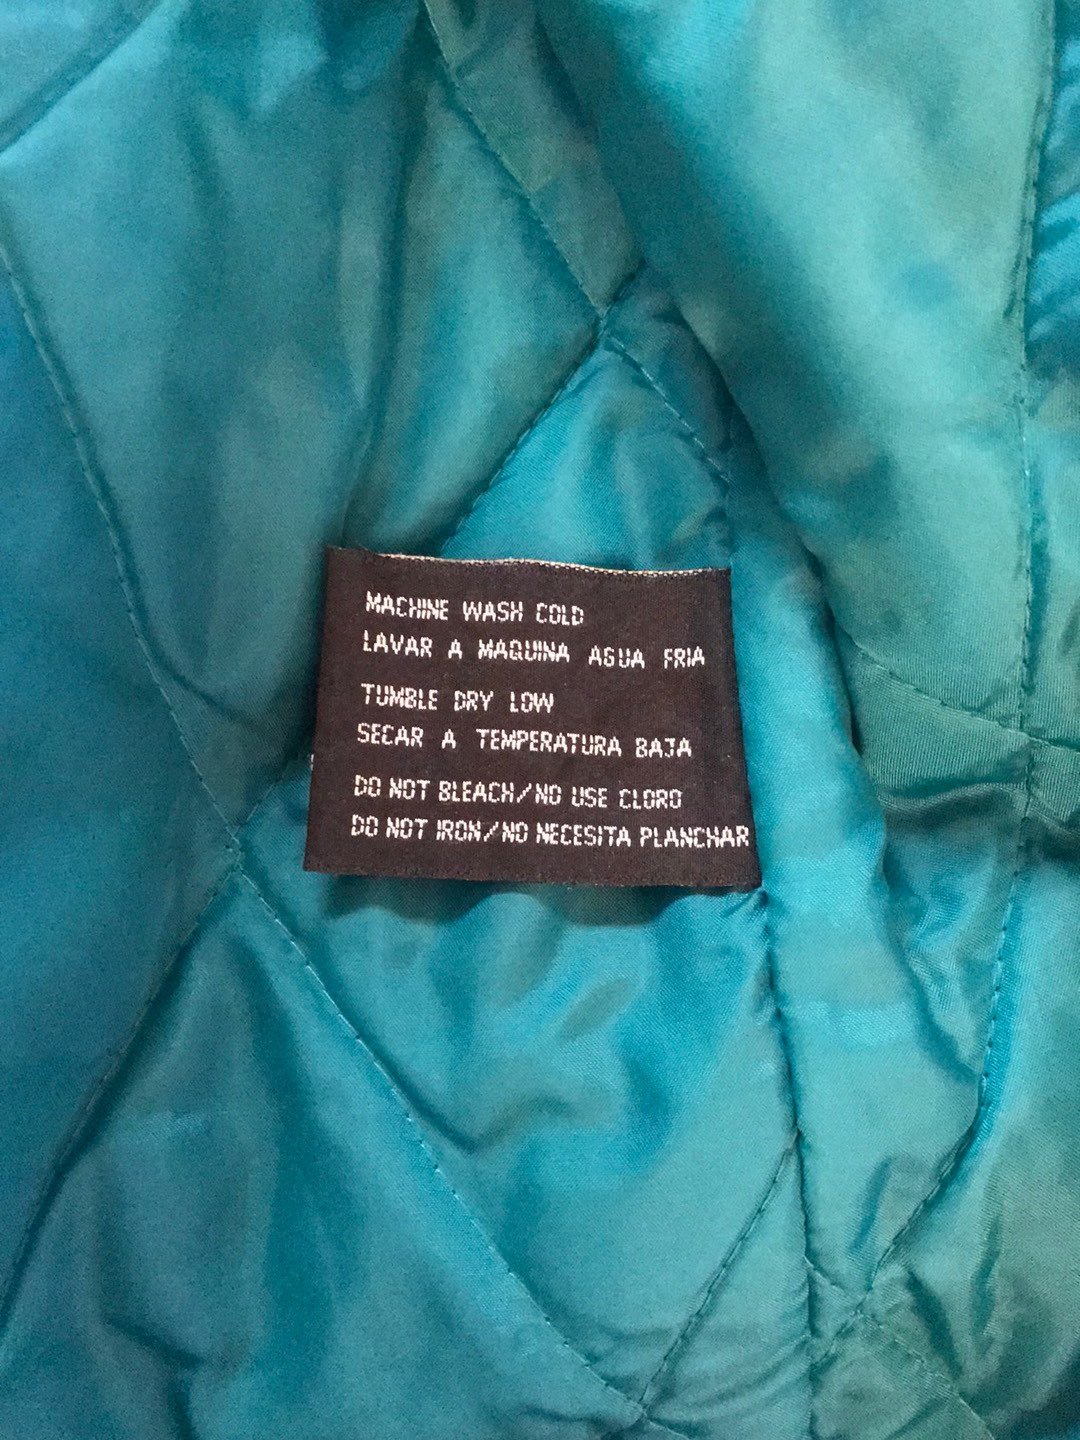 MACHINE WASH COLD
LAVAR A MAQUINA AGUA FRIA
TUMBLE DRY LOW
SECAR A TEMPERATURA BAJA
DO NOT BLEACH/NO USE CLORO
DO NOT IRON/NO NECESITA PLANCHAR